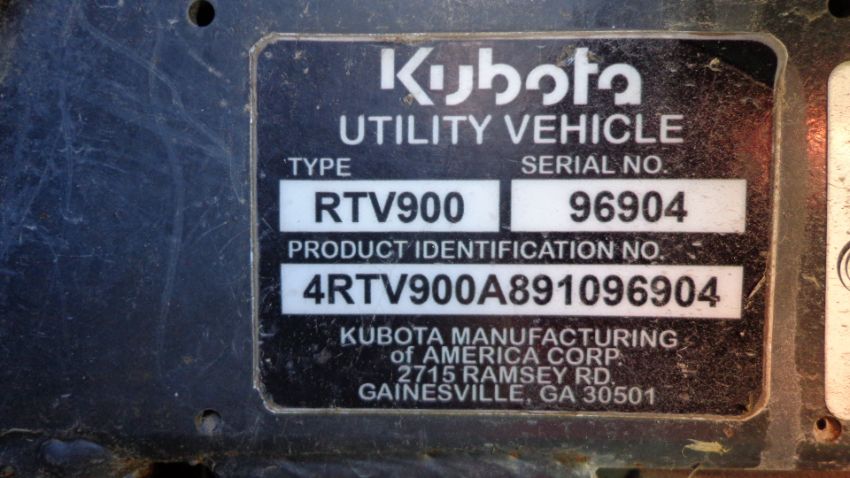 Kubota
UTILITY VEHICLE
TYPE SERIAL NO.
RTV900 96904
PRODUCT IDENTIFICATION NO.
4RTV900A891096904
KUBOTA MANUFACTURING
of AMERICA CORP.
2715 RAMSEY RD.
GAINESVILLE, GA 30501